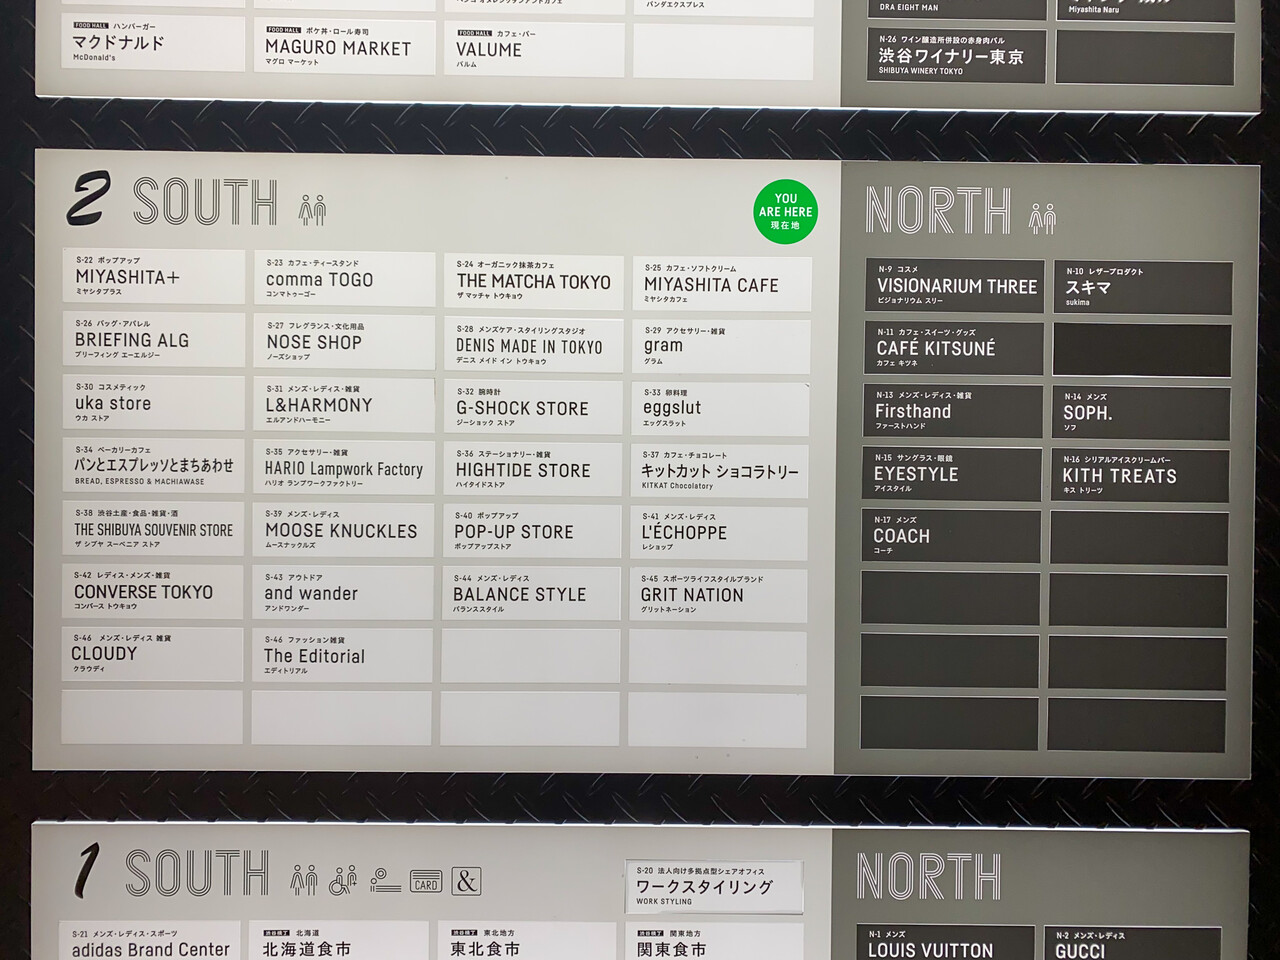 パンダエクスプレス
DRA EIGHT MAN
Miyashita Naru
FOOD HALL ハンバーガー
マクドナルド
McDonald's
FOOD HALL ポケ丼・ロール寿司
MAGURO MARKET
マグロ マーケット
FOOD HALL カフェ・バー
VALUME
バルム
N-26 ワイン醸造所併設の赤身肉バル
渋谷ワイナリー東京
SHIBUYA WINERY TOKYO
2 SOUTH
YOU
ARE HERE
現在地
S-22 ポップアップ
MIYASHITA+
ミヤシタプラス
S-23 カフェ・ティースタンド
comma TOGO
コンマトゥーゴー
S-24 オーガニック抹茶カフェ
THE MATCHA TOKYO
ザ マッチャ トウキョウ
S-25 カフェ・ソフトクリーム
MIYASHITA CAFE
ミヤシタカフェ
S-26 バッグ・アパレル
BRIEFING ALG
ブリーフィング エーエルジー
S-27 フレグランス・文化用品
NOSE SHOP
ノーズショップ
S-28 メンズケア・スタイリングスタジオ
DENIS MADE IN TOKYO
デニス メイド イン トウキョウ
S-29 アクセサリー・雑貨
gram
グラム
S-30 コスメティック
uka store
ウカ ストア
S-31 メンズ・レディス・雑貨
L&HARMONY
エルアンドハーモニー
S-32 腕時計
G-SHOCK STORE
ジーショック ストア
S-33 卵料理
eggslut
エッグスラット
S-34 ベーカリーカフェ
パンとエスプレッソとまちあわせ
BREAD, ESPRESSO & MACHIAWASE
S-35 アクセサリー・雑貨
HARIO Lampwork Factory
ハリオ ランプワークファクトリー
S-36 ステーショナリー・雑貨
HIGHTIDE STORE
ハイタイドストア
S-37 カフェ・チョコレート
キットカット ショコラトリー
KITKAT Chocolatory
S-38 渋谷土産・食品・雑貨・酒
THE SHIBUYA SOUVENIR STORE
ザ シブヤ スーベニア ストア
S-39 メンズ・レディス
MOOSE KNUCKLES
ムースナックルズ
S-40 ポップアップ
POP-UP STORE
ポップアップストア
S-41 メンズ・レディス
L'ÉCHOPPE
レショップ
S-42 レディス・メンズ・雑貨
CONVERSE TOKYO
コンバース トウキョウ
S-43 アウトドア
and wander
アンドワンダー
S-44 メンズ・レディス
BALANCE STYLE
バランススタイル
S-45 スポーツライフスタイルブランド
GRIT NATION
グリットネーション
S-46 メンズ・レディス 雑貨
CLOUDY
クラウディ
S-46 ファッション雑貨
The Editorial
エディトリアル
NORTH
N-9 コスメ
VISIONARIUM THREE
ビジョナリウム スリー
N-10 レザープロダクト
スキマ
sukima
N-11 カフェ・スイーツ・グッズ
CAFÉ KITSUNÉ
カフェ キツネ
N-13 メンズ・レディス・雑貨
Firsthand
ファーストハンド
N-14 メンズ
SOPH.
ソフ
N-15 サングラス・眼鏡
EYESTYLE
アイスタイル
N-16 シリアルアイスクリームバー
KITH TREATS
キス トリーツ
N-17 メンズ
COACH
コーチ
1 SOUTH
CARD
&
S-20 法人向け多拠点型シェアオフィス
ワークスタイリング
WORK STYLING
S-21 メンズ・レディス・スポーツ
adidas Brand Center
渋谷横丁 北海道
北海道食市
渋谷横丁 東北地方
東北食市
渋谷横丁 関東地方
関東食市
NORTH
N-1 メンズ
LOUIS VUITTON
N-2 メンズ・レディス
GUCCI